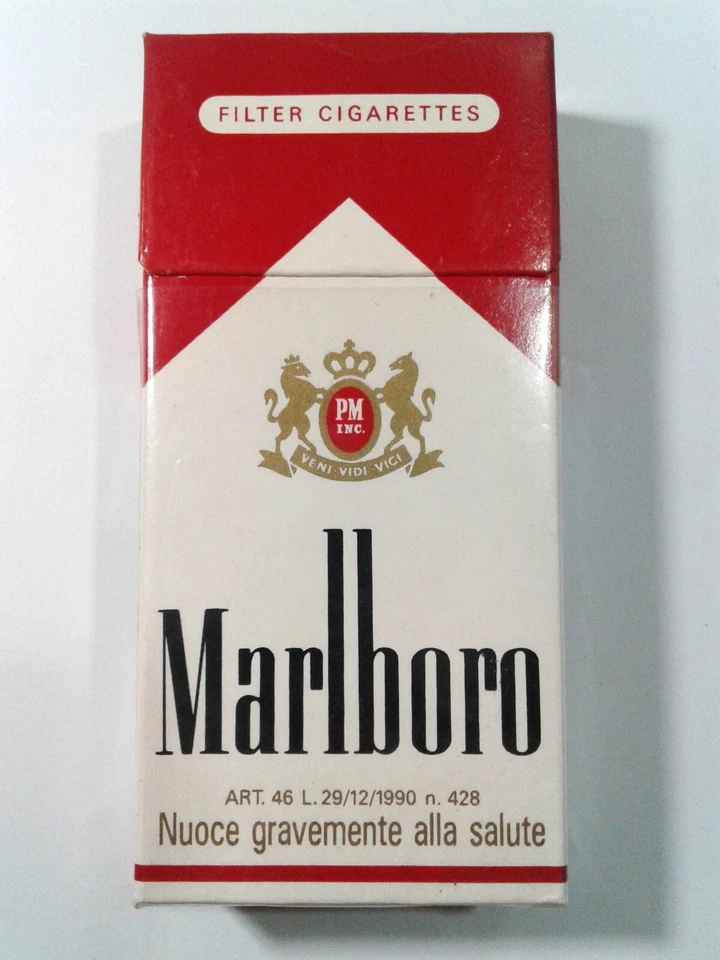 FILTER CIGARETTES
PM
INC.
VENI·VIDI·VICI
Marlboro
ART. 46 L. 29/12/1990 n. 428
Nuoce gravemente alla salute